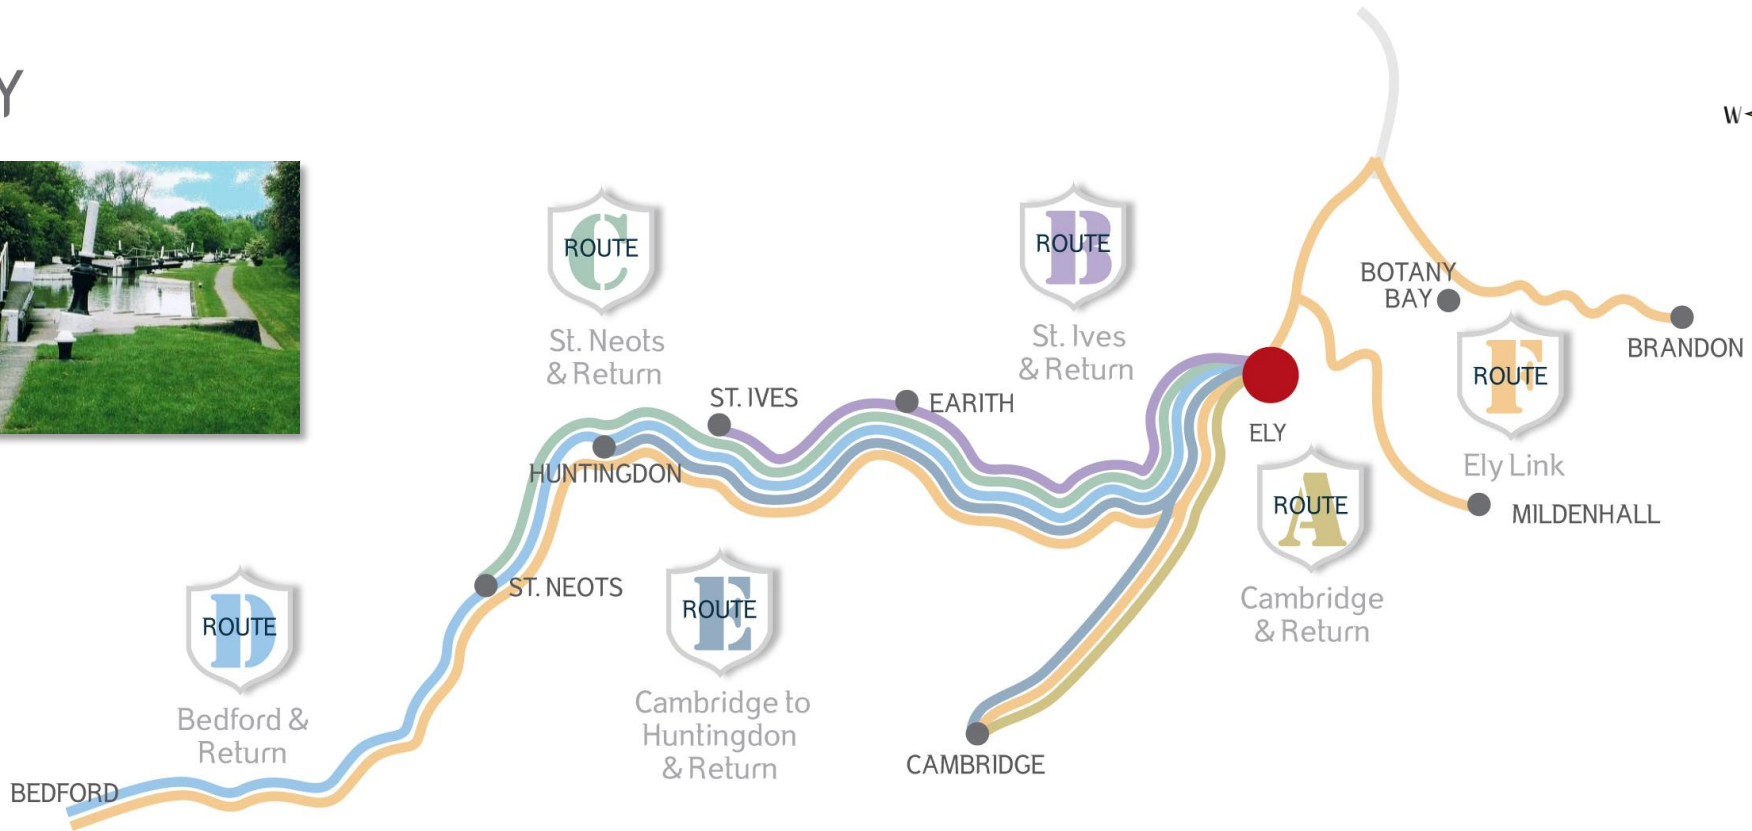 Y
W
ROUTE
C
St. Neots
& Return
ROUTE
B
St. Ives
& Return
BOTANY
BAY
BRANDON
ROUTE
F
Ely Link
MILDENHALL
ST. IVES
EARITH
ELY
HUNTINGDON
ROUTE
A
Cambridge
& Return
ST. NEOTS
ROUTE
D
Bedford &
Return
ROUTE
E
Cambridge to
Huntingdon
& Return
CAMBRIDGE
BEDFORD